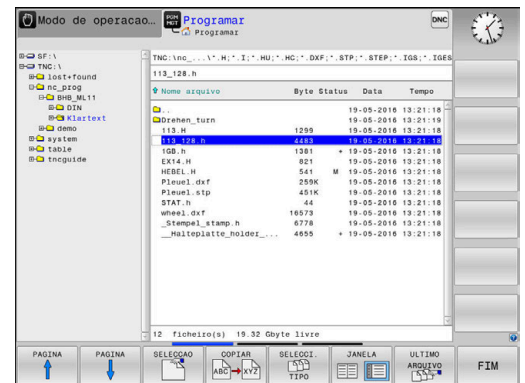 Modo de operacao...
PGM
MGT
Programar
Programar
DNC
SF:\
TNC:\
lost+found
nc_prog
BHB_ML11
DIN
Klartext
demo
system
table
tncguide
TNC:\nc_...\*.H;*.I;*.HU;*.HC;*.DXF;*.STP;*.STEP;*.IGS;*.IGES
113_128.h
Nome arquivo Byte Status Data Tempo
.. 19-05-2016 13:21:18
Drehen_turn 19-05-2016 13:21:19
113.H 1299 19-05-2016 13:21:18
113_128.h 4483 19-05-2016 13:21:18
1GB.h 1381 + 19-05-2016 13:21:18
EX14.H 821 19-05-2016 13:21:18
HEBEL.H 541 M 19-05-2016 13:21:18
Pleuel.dxf 259K 19-05-2016 13:21:18
Pleuel.stp 451K 19-05-2016 13:21:18
STAT.h 44 19-05-2016 13:21:18
wheel.dxf 16573 19-05-2016 13:21:18
_Stempel_stamp.h 6778 19-05-2016 13:21:18
__Halteplatte_holder_... 4655 + 19-05-2016 13:21:18
12 ficheiro(s) 19.32 Gbyte livre
PAGINA
PAGINA
SELECCAO
COPIAR
ABC XYZ
SELECCI.
TIPO
JANELA
ULTIMO
ARQUIVO
FIM